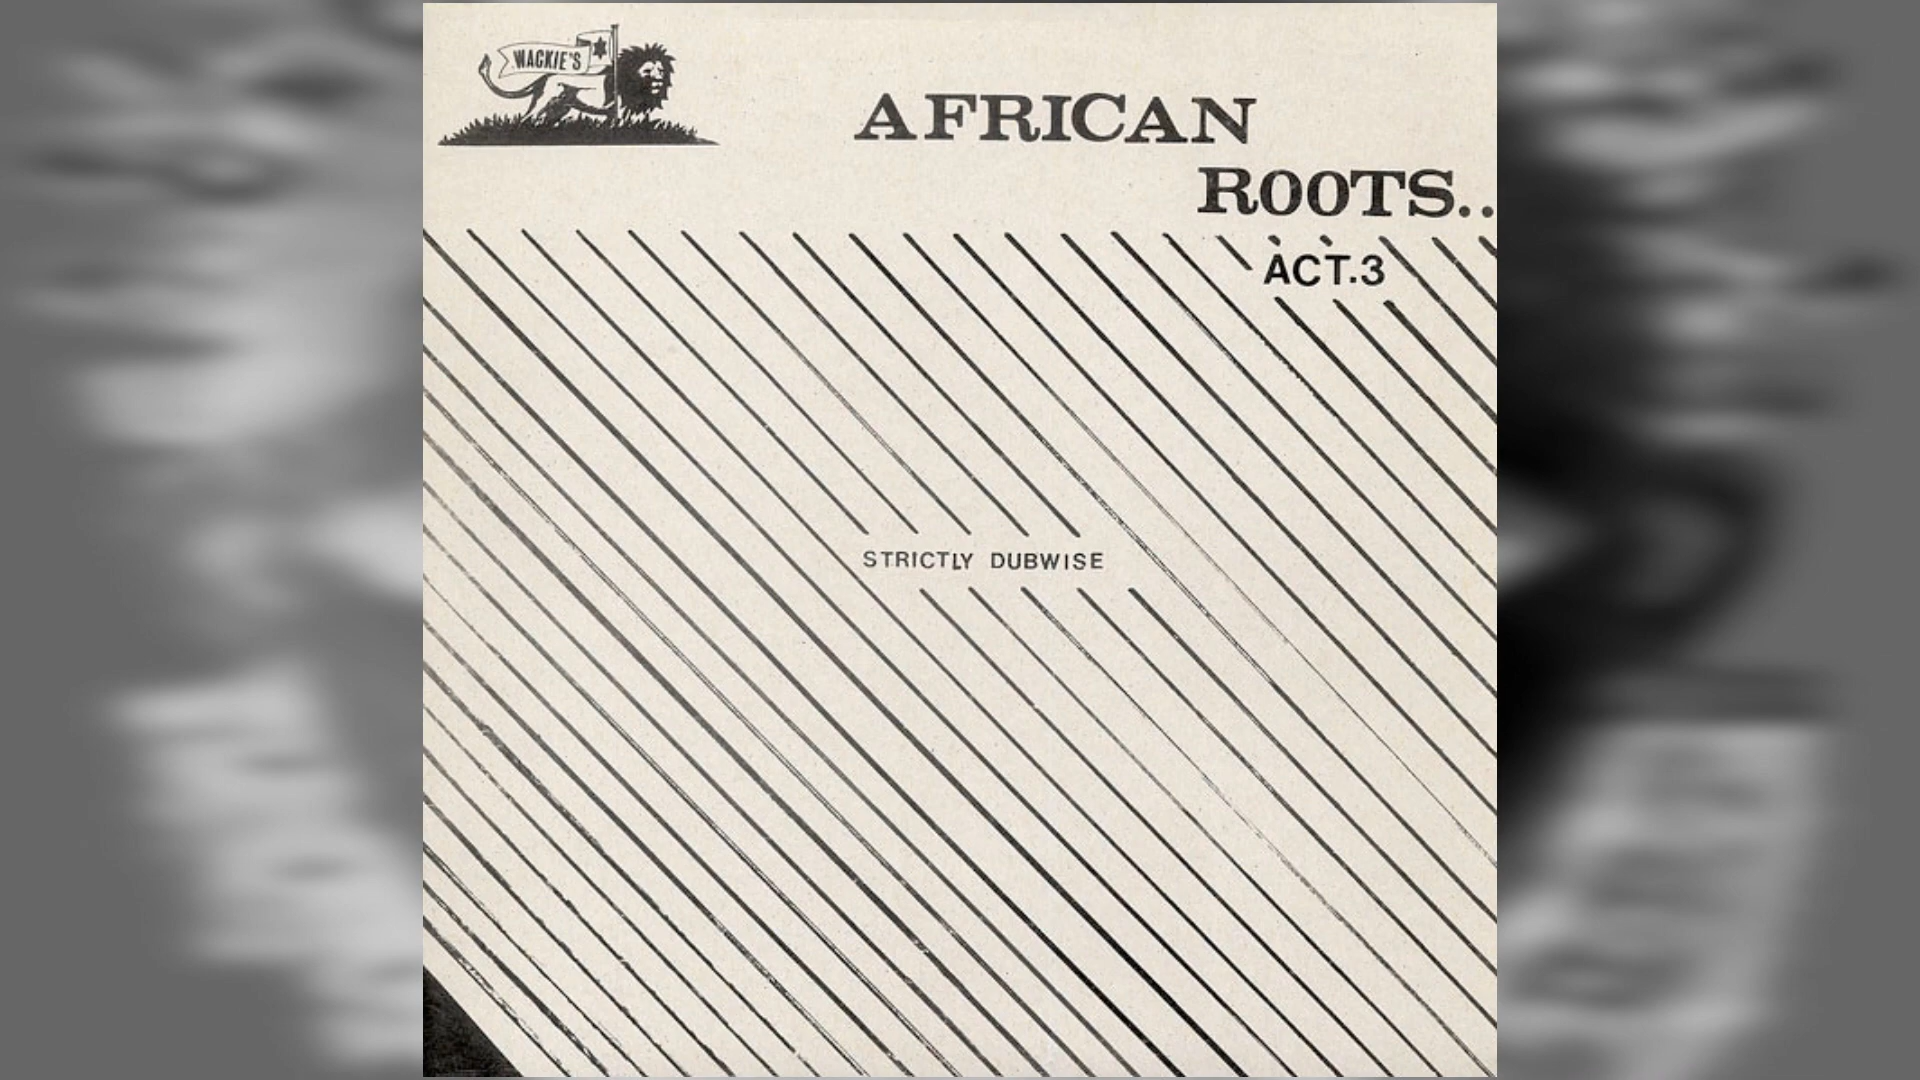 WACKIE'S
AFRICAN
ROOTS..
ACT.3
STRICTLY DUBWISE